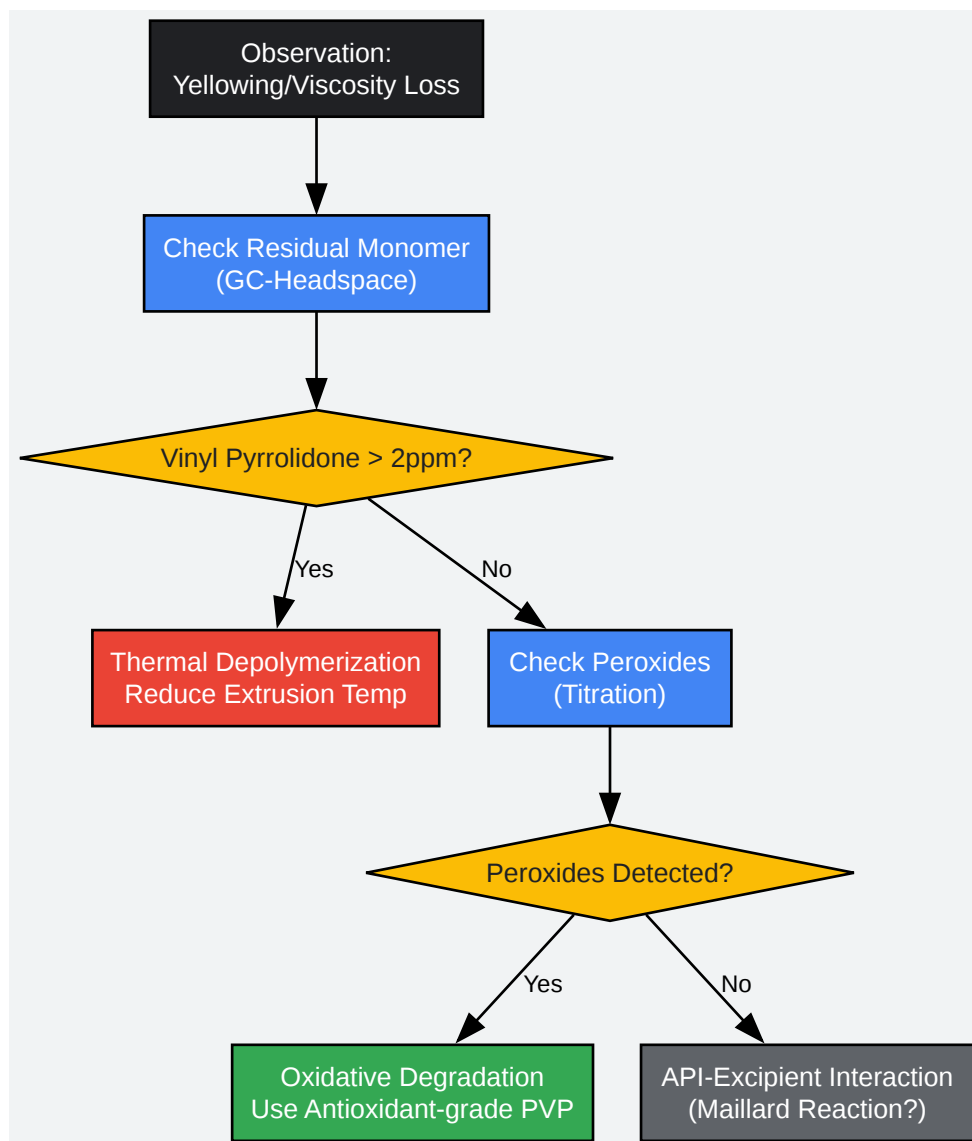 Observation:
Yellowing/Viscosity Loss
Check Residual Monomer
(GC-Headspace)
Vinyl Pyrrolidone > 2ppm?
Yes
No
Thermal Depolymerization
Reduce Extrusion Temp
Check Peroxides
(Titration)
Peroxides Detected?
Yes
No
Oxidative Degradation
Use Antioxidant-grade PVP
API-Excipient Interaction
(Maillard Reaction?)